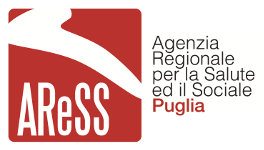 AReSS
Agenzia
Regionale
per la Salute
ed il Sociale
Puglia